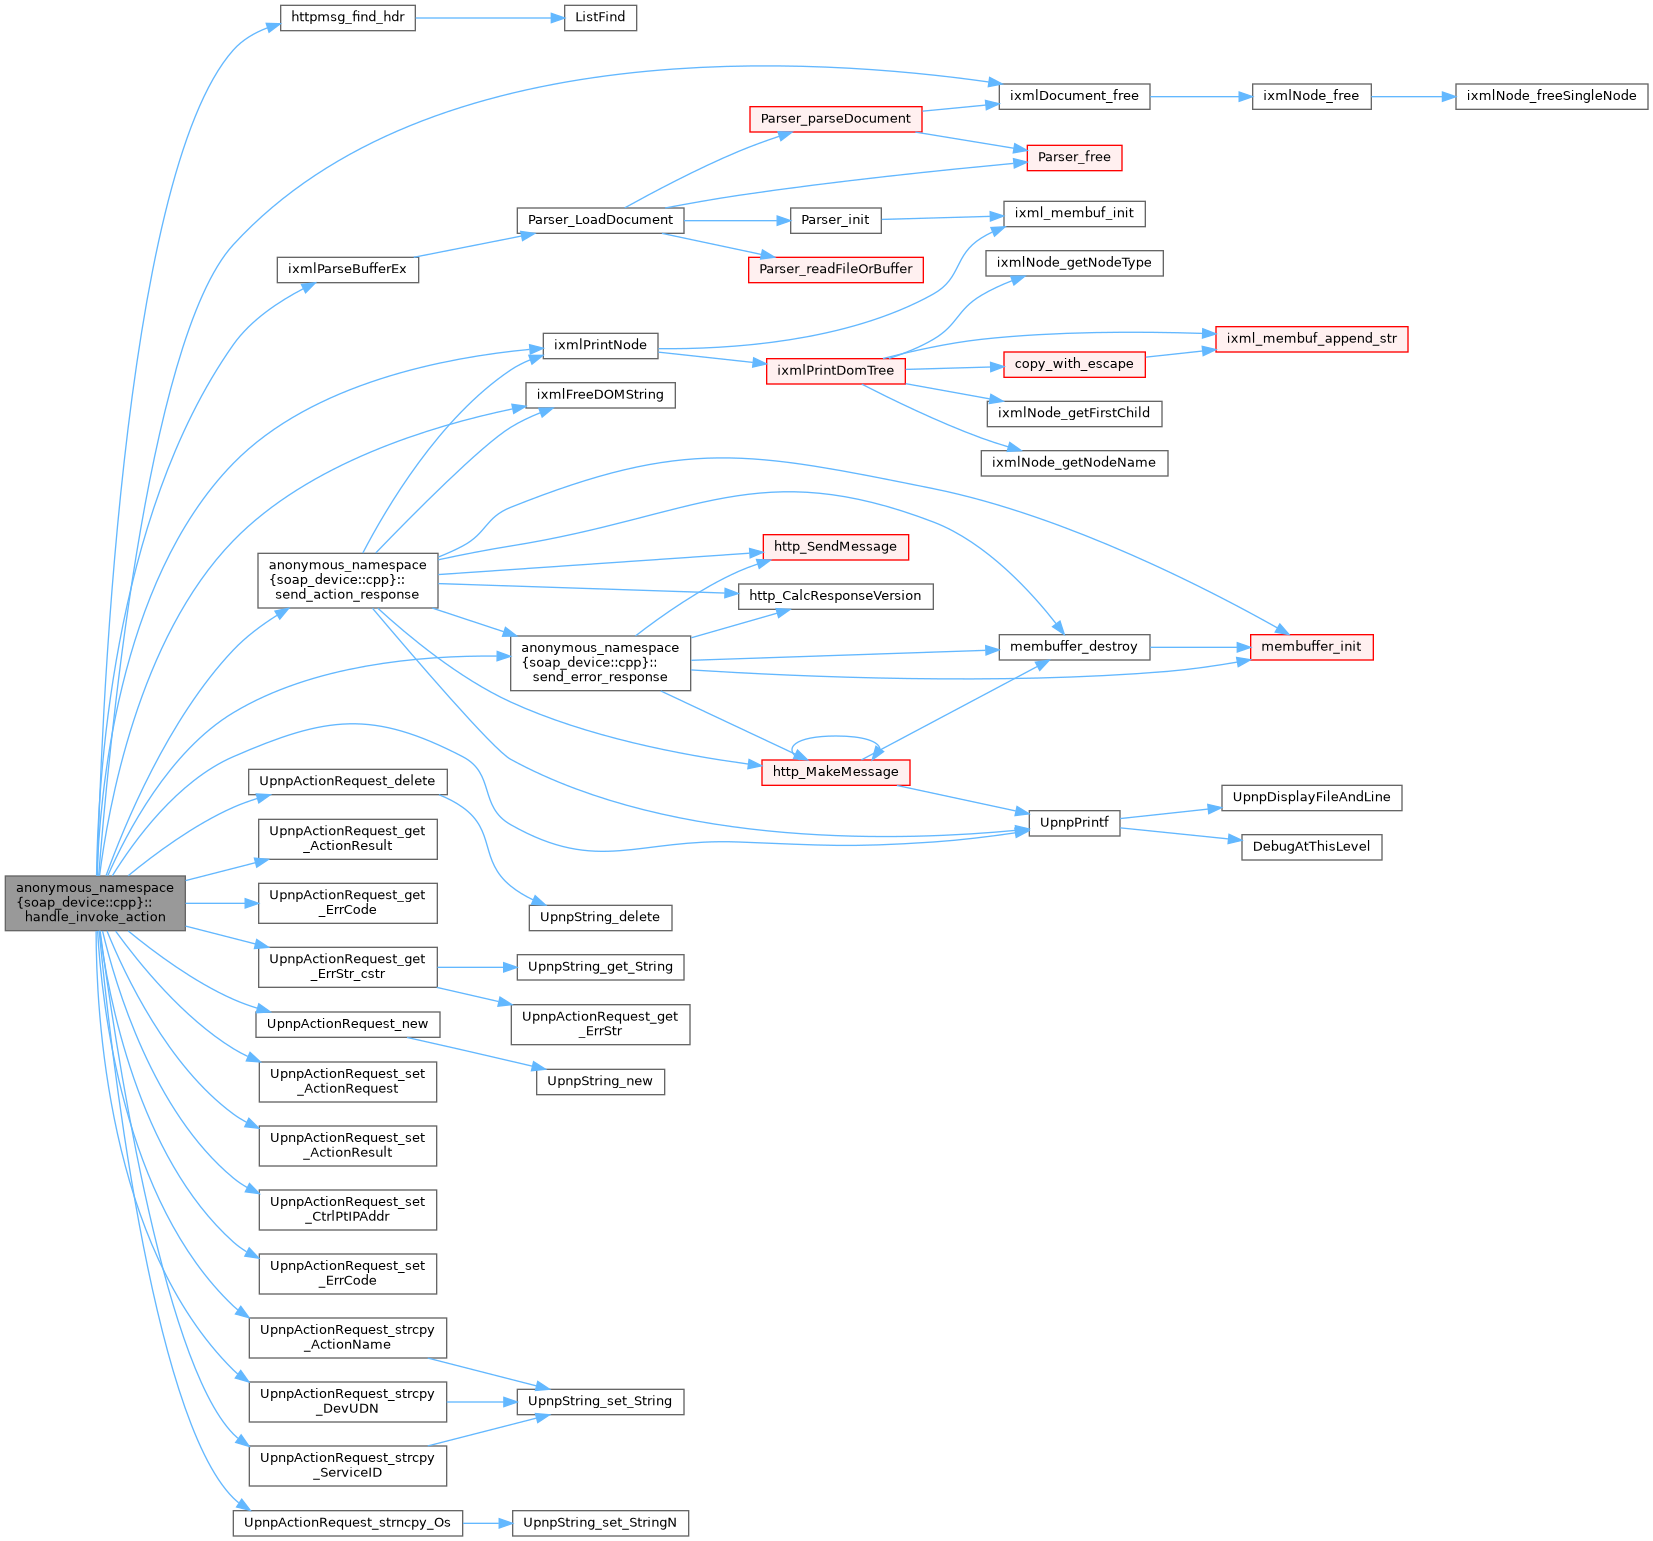 httpmsg_find_hdr
ListFind
ixmlDocument_free
ixmlNode_free
ixmlNode_freeSingleNode
Parser_parseDocument
Parser_free
Parser_LoadDocument
Parser_init
ixml_membuf_init
ixmlParseBufferEx
Parser_readFileOrBuffer
ixmlNode_getNodeType
ixmlPrintNode
ixml_membuf_append_str
ixmlPrintDomTree
copy_with_escape
ixmlFreeDOMString
ixmlNode_getFirstChild
ixmlNode_getNodeName
anonymous_namespace
{soap_device::cpp}::
send_action_response
http_SendMessage
http_CalcResponseVersion
anonymous_namespace
{soap_device::cpp}::
send_error_response
membuffer_destroy
membuffer_init
http_MakeMessage
UpnpActionRequest_delete
UpnpPrintf
UpnpDisplayFileAndLine
DebugAtThisLevel
UpnpActionRequest_get
_ActionResult
anonymous_namespace
{soap_device::cpp}::
handle_invoke_action
UpnpActionRequest_get
_ErrCode
UpnpString_delete
UpnpActionRequest_get
_ErrStr_cstr
UpnpString_get_String
UpnpActionRequest_get
_ErrStr
UpnpActionRequest_new
UpnpString_new
UpnpActionRequest_set
_ActionRequest
UpnpActionRequest_set
_ActionResult
UpnpActionRequest_set
_CtrlPtIPAddr
UpnpActionRequest_set
_ErrCode
UpnpActionRequest_strcpy
_ActionName
UpnpActionRequest_strcpy
_DevUDN
UpnpString_set_String
UpnpActionRequest_strcpy
_ServiceID
UpnpActionRequest_strncpy_Os
UpnpString_set_StringN